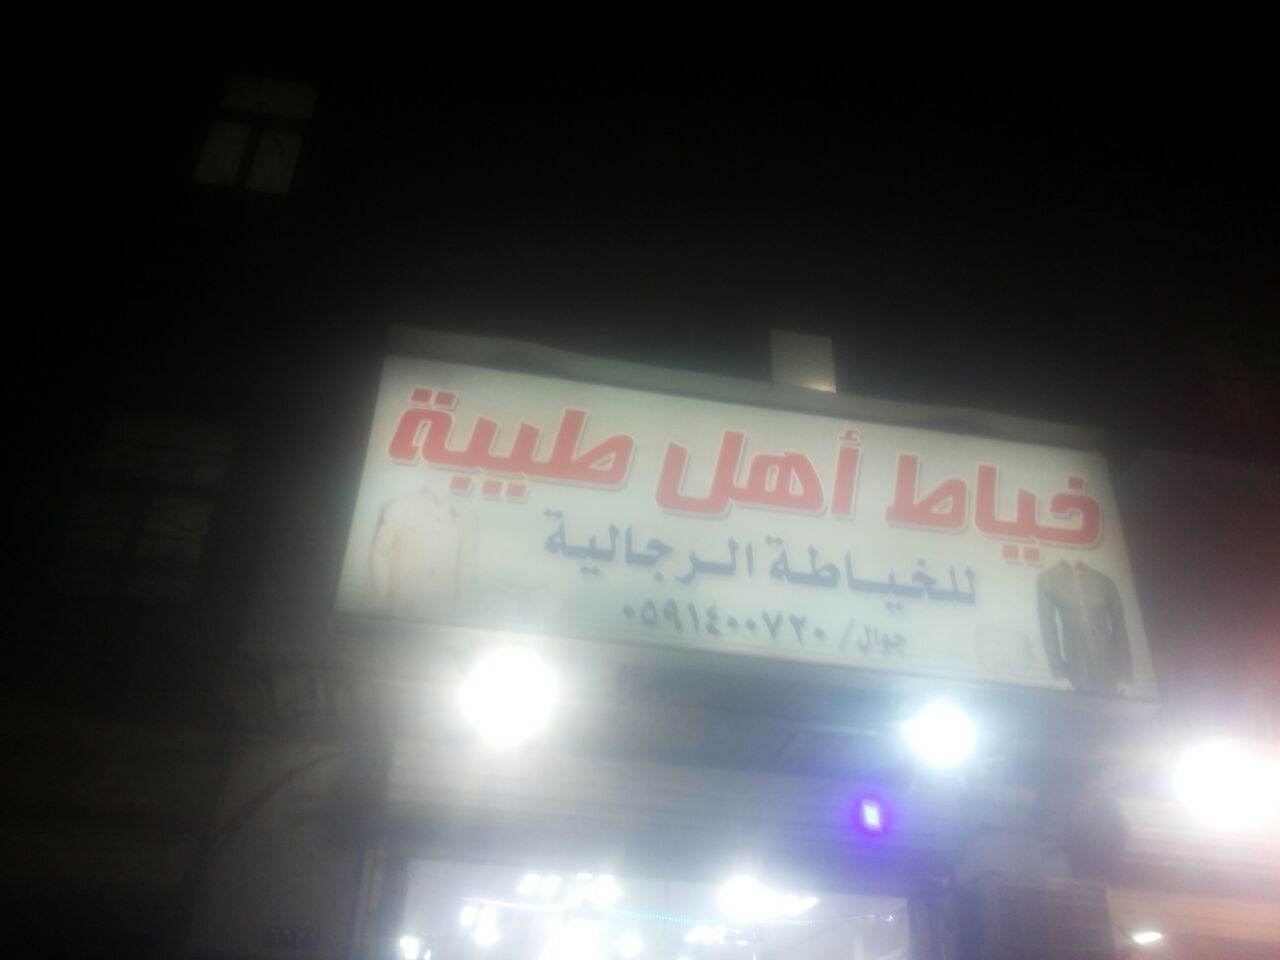 خياط أهل طيبة
للخياطة الرجالية
جوال/ ٠٥٩١٤٠٠٧٢٠